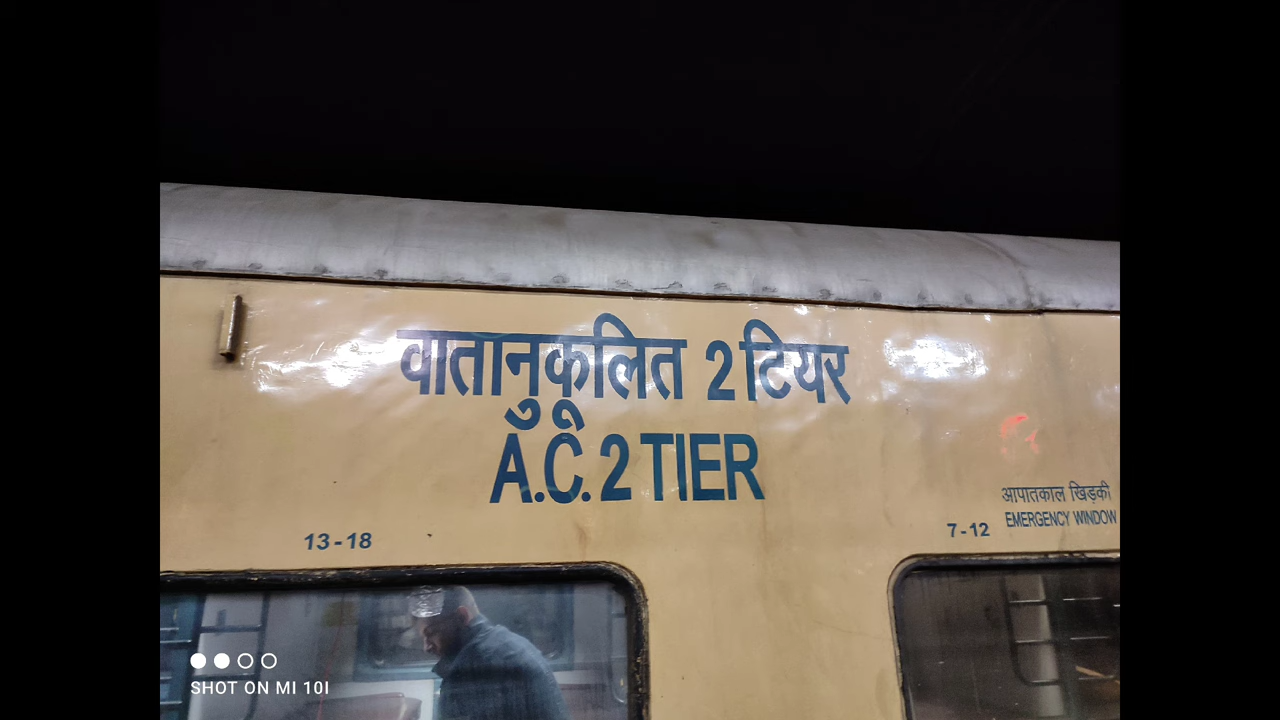 वातानुकूलित 2 टियर
A.C. 2 TIER
आपातकाल खिड़की
EMERGENCY WINDOW
13-18
7-12
SHOT ON MI 10I